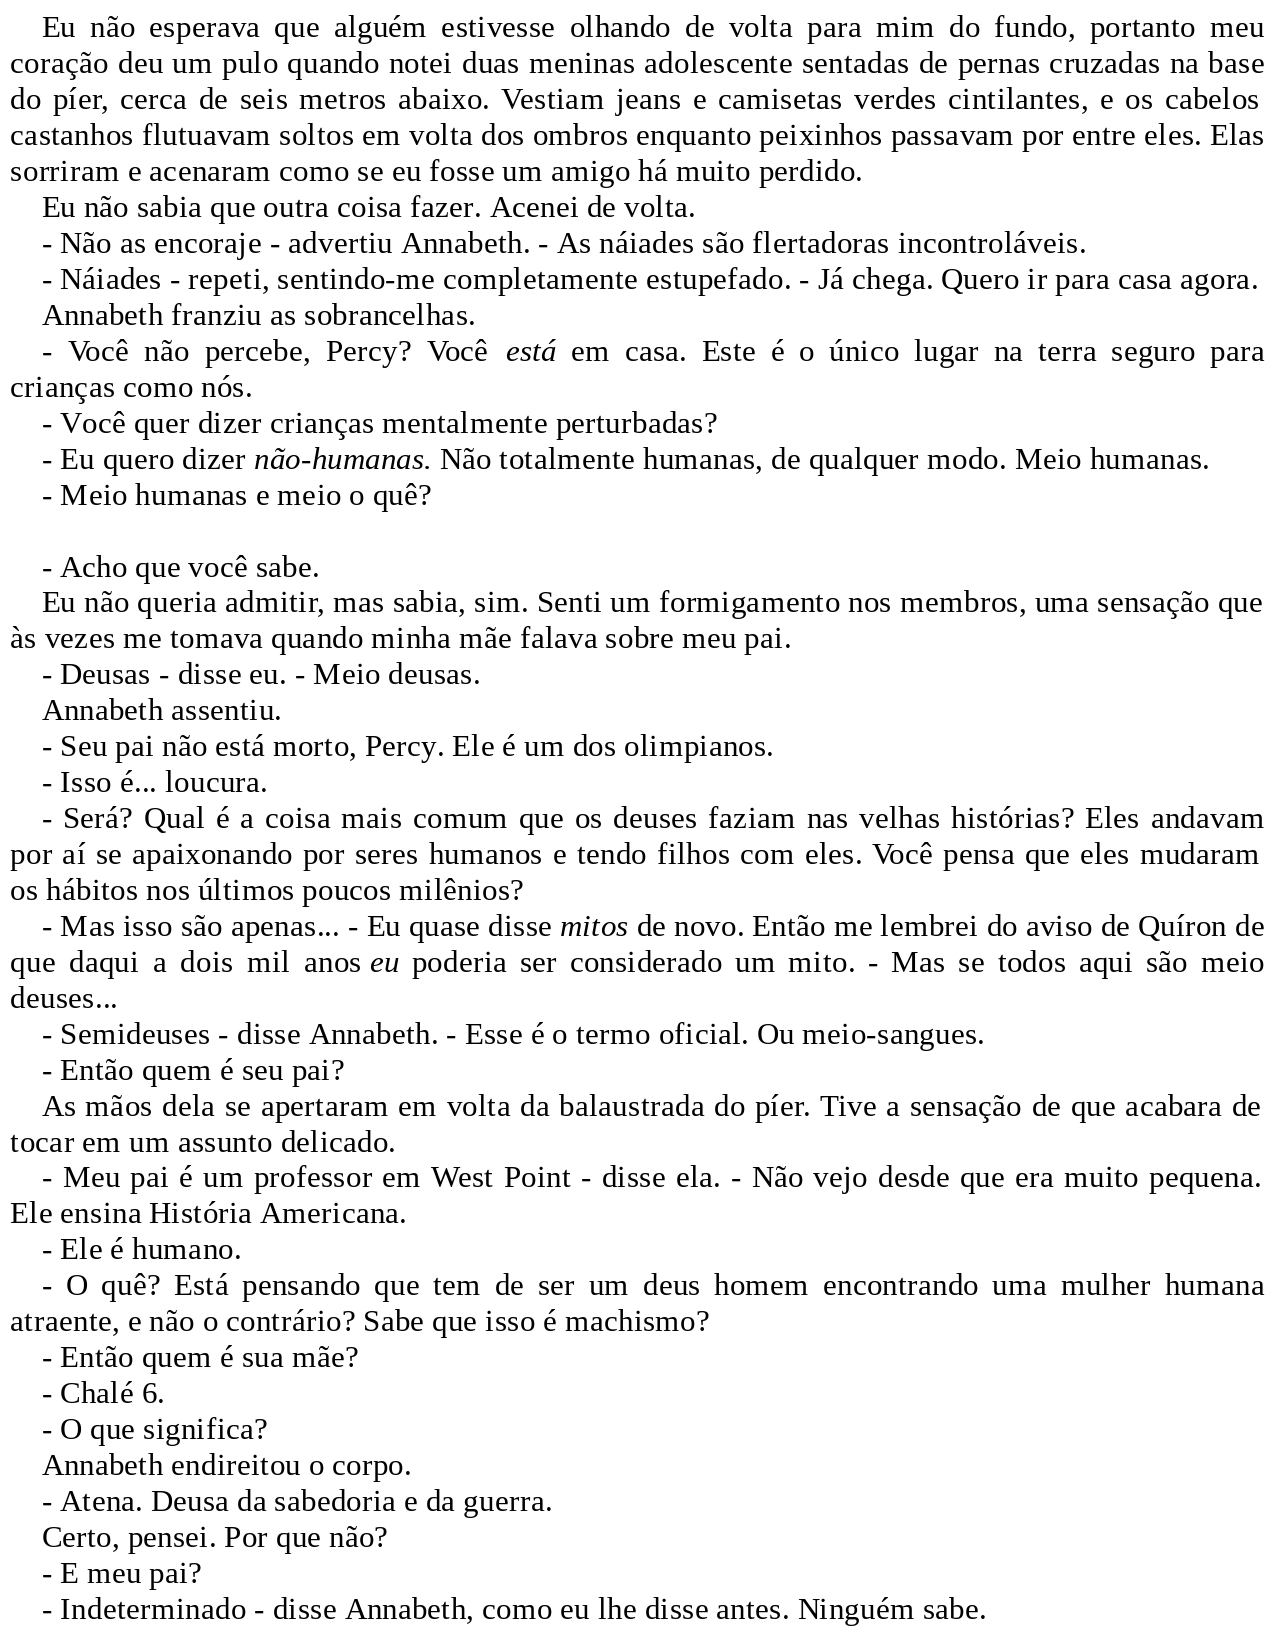 Eu não esperava que alguém estivesse olhando de volta para mim do fundo, portanto meu
coração deu um pulo quando notei duas meninas adolescente sentadas de pernas cruzadas na base
do píer, cerca de seis metros abaixo. Vestiam jeans e camisetas verdes cintilantes, e os cabelos
castanhos flutuavam soltos em volta dos ombros enquanto peixinhos passavam por entre eles. Elas
sorriram e acenaram como se eu fosse um amigo há muito perdido.
Eu não sabia que outra coisa fazer. Acenei de volta.
- Não as encoraje - advertiu Annabeth. - As náiades são flertadoras incontroláveis.
- Náiades - repeti, sentindo-me completamente estupefado. - Já chega. Quero ir para casa agora.
Annabeth franziu as sobrancelhas.
- Você não percebe, Percy? Você está em casa. Este é o único lugar na terra seguro para
crianças como nós.
- Você quer dizer crianças mentalmente perturbadas?
- Eu quero dizer não-humanas. Não totalmente humanas, de qualquer modo. Meio humanas.
- Meio humanas e meio o quê?
- Acho que você sabe.
Eu não queria admitir, mas sabia, sim. Senti um formigamento nos membros, uma sensação que
às vezes me tomava quando minha mãe falava sobre meu pai.
- Deusas - disse eu. - Meio deusas.
Annabeth assentiu.
- Seu pai não está morto, Percy. Ele é um dos olimpianos.
- Isso é... loucura.
- Será? Qual é a coisa mais comum que os deuses faziam nas velhas histórias? Eles andavam
por aí se apaixonando por seres humanos e tendo filhos com eles. Você pensa que eles mudaram
os hábitos nos últimos poucos milênios?
- Mas isso são apenas... - Eu quase disse mitos de novo. Então me lembrei do aviso de Quíron de
que daqui a dois mil anos eu poderia ser considerado um mito. - Mas se todos aqui são meio
deuses...
- Semideuses - disse Annabeth. - Esse é o termo oficial. Ou meio-sangues.
- Então quem é seu pai?
As mãos dela se apertaram em volta da balaustrada do píer. Tive a sensação de que acabara de
tocar em um assunto delicado.
- Meu pai é um professor em West Point - disse ela. - Não vejo desde que era muito pequena.
Ele ensina História Americana.
- Ele é humano.
- O quê? Está pensando que tem de ser um deus homem encontrando uma mulher humana
atraente, e não o contrário? Sabe que isso é machismo?
- Então quem é sua mãe?
- Chalé 6.
- O que significa?
Annabeth endireitou o corpo.
- Atena. Deusa da sabedoria e da guerra.
Certo, pensei. Por que não?
- E meu pai?
- Indeterminado - disse Annabeth, como eu lhe disse antes. Ninguém sabe.